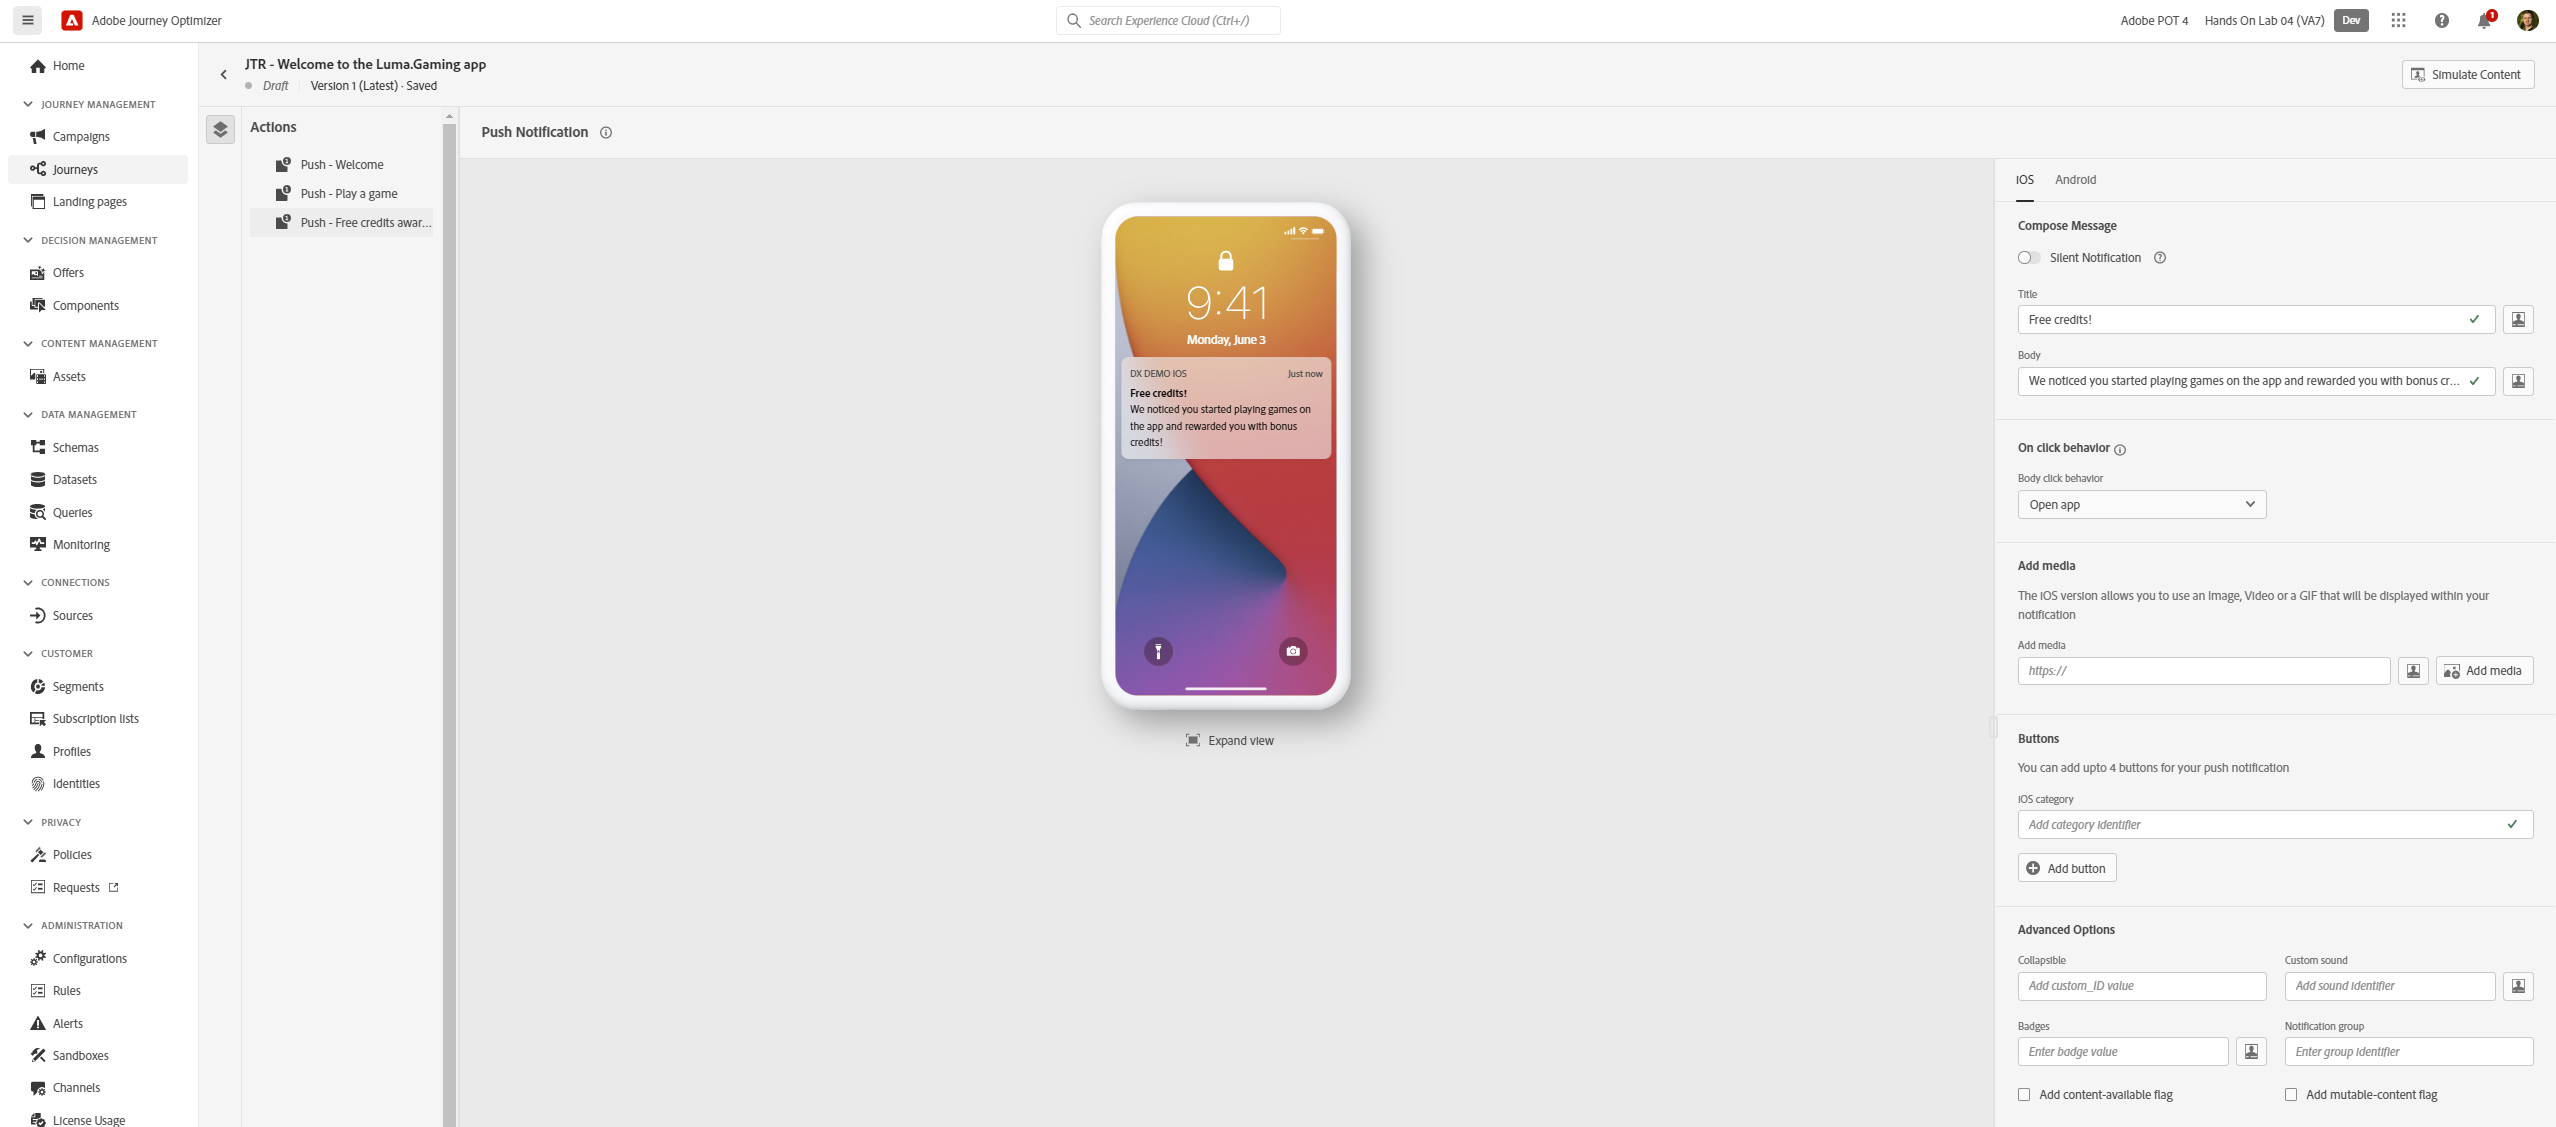 Adobe Journey Optimizer
Search Experience Cloud (Ctrl+/)
Adobe POT 4
Hands On Lab 04 (VA7)
Dev
1
Home
JOURNEY MANAGEMENT
Campaigns
Journeys
Landing pages
DECISION MANAGEMENT
Offers
Components
CONTENT MANAGEMENT
Assets
DATA MANAGEMENT
Schemas
Datasets
Queries
Monitoring
CONNECTIONS
Sources
CUSTOMER
Segments
Subscription lists
Profiles
Identities
PRIVACY
Policies
Requests
ADMINISTRATION
Configurations
Rules
Alerts
Sandboxes
Channels
License Usage
JTR - Welcome to the Luma.Gaming app
Draft
Version 1 (Latest) · Saved
Simulate Content
Actions
Push - Welcome
Push - Play a game
Push - Free credits awar...
Push Notification
9:41
Monday, June 3
DX DEMO IOS
Just now
Free credits!
We noticed you started playing games on
the app and rewarded you with bonus
credits!
Expand view
iOS
Android
Compose Message
Silent Notification
Title
Free credits!
Body
We noticed you started playing games on the app and rewarded you with bonus cr...
On click behavior
Body click behavior
Open app
Add media
The iOS version allows you to use an Image, Video or a GIF that will be displayed within your
notification
Add media
https://
Add media
Buttons
You can add upto 4 buttons for your push notification
iOS category
Add category identifier
Add button
Advanced Options
Collapsible
Custom sound
Add custom_ID value
Add sound identifier
Badges
Notification group
Enter badge value
Enter group identifier
Add content-available flag
Add mutable-content flag